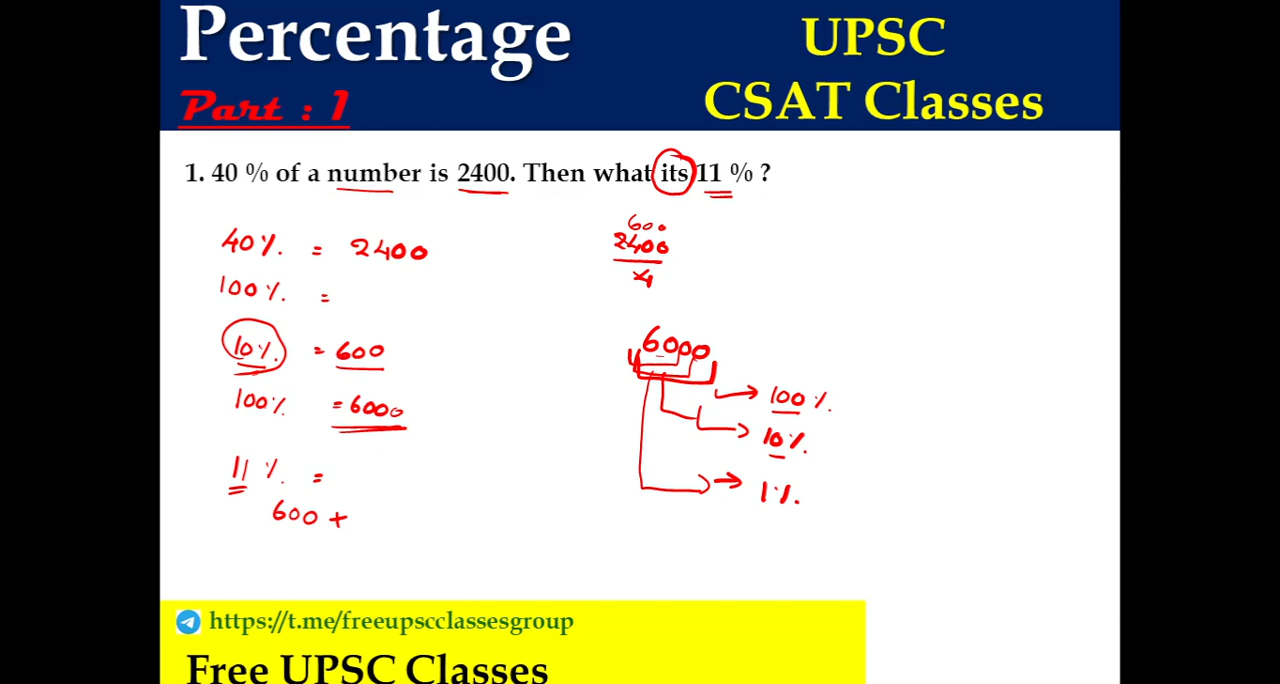 Percentage
Part : 1
UPSC
CSAT Classes
1. 40 % of a number is 2400. Then what its 11 % ?
40% = 2400
100% =
10% = 600
100% = 6000
11 % =
600 +
600
2400
4
6000
100%
10%
1%
https://t.me/freeupscclassesgroup
Free UPSC Classes